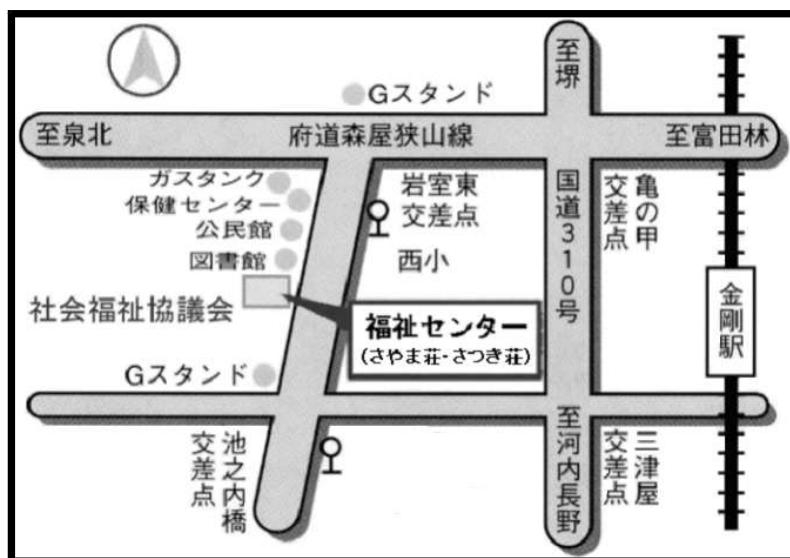 至堺
Gスタンド
至泉北
府道森屋狭山線
至富田林
ガスタンク
保健センター
公民館
図書館
社会福祉協議会
岩室東
交差点
西小
国道310号
亀の甲
交差点
金剛駅
福祉センター
(さやま荘・さつき荘)
Gスタンド
池之内橋
交差点
至河内長野
三津屋
交差点